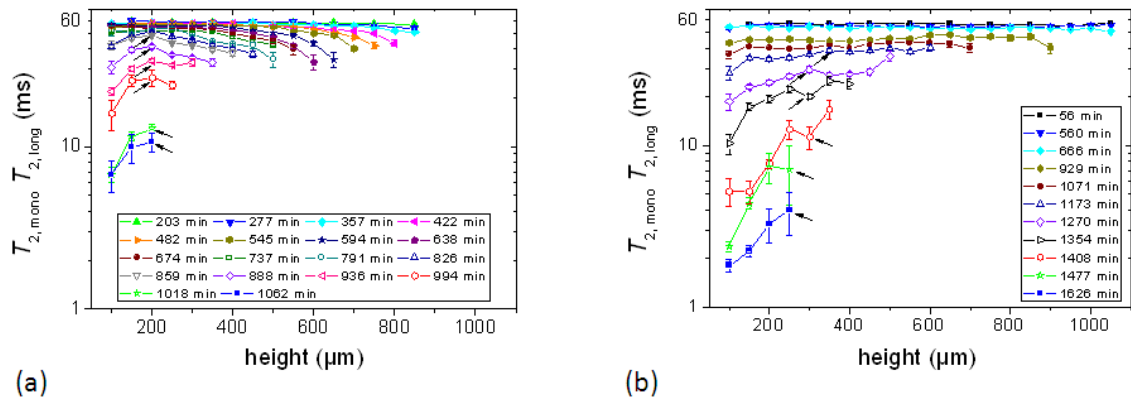 60
10
1
T2, mono T2, long (ms)
203 min 277 min 357 min 422 min
482 min 545 min 594 min 638 min
674 min 737 min 791 min 826 min
859 min 888 min 936 min 994 min
1018 min 1062 min
0 200 400 600 800 1000
height (µm)
(a)
60
10
1
T2, mono T2, long (ms)
56 min
560 min
666 min
929 min
1071 min
1173 min
1270 min
1354 min
1408 min
1477 min
1626 min
200 400 600 800 1000
height (µm)
(b)